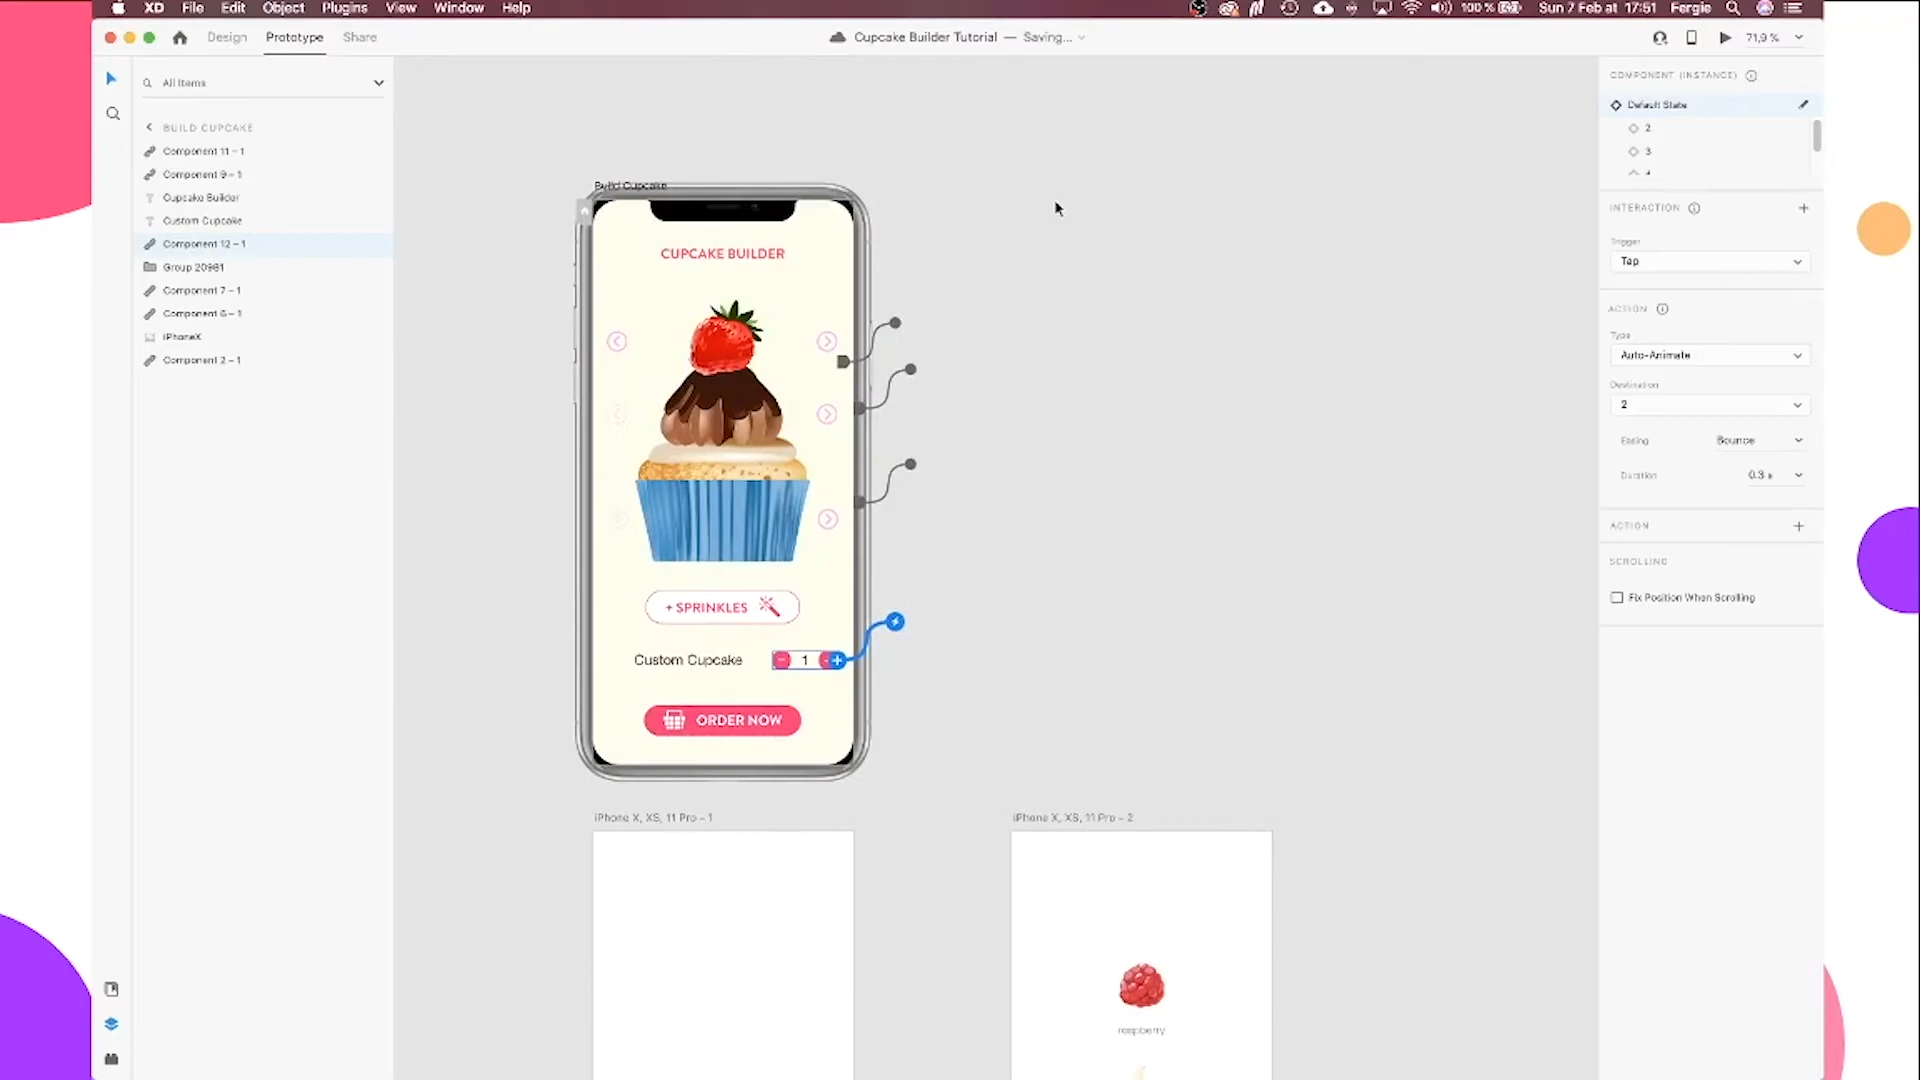 XD File Edit Object Plugins View Window Help
100% Sun 7 Feb at 17:51 Fergie
Design Prototype Share
Cupcake Builder Tutorial — Saving...
71,9 %
All Items
BUILD CUPCAKE
Component 11 – 1
Component 9 – 1
Cupcake Builder
Custom Cupcake
Component 12 – 1
Group 20981
Component 7 – 1
Component 6 – 1
iPhoneX
Component 2 – 1
Build Cupcake
CUPCAKE BUILDER
+ SPRINKLES
Custom Cupcake
1
ORDER NOW
iPhone X, XS, 11 Pro – 1
iPhone X, XS, 11 Pro – 2
raspberry
COMPONENT (INSTANCE)
Default State
2
3
INTERACTION
Trigger
Tap
ACTION
Type
Auto-Animate
Destination
2
Easing Bounce
Duration 0.3 s
ACTION
SCROLLING
Fix Position When Scrolling